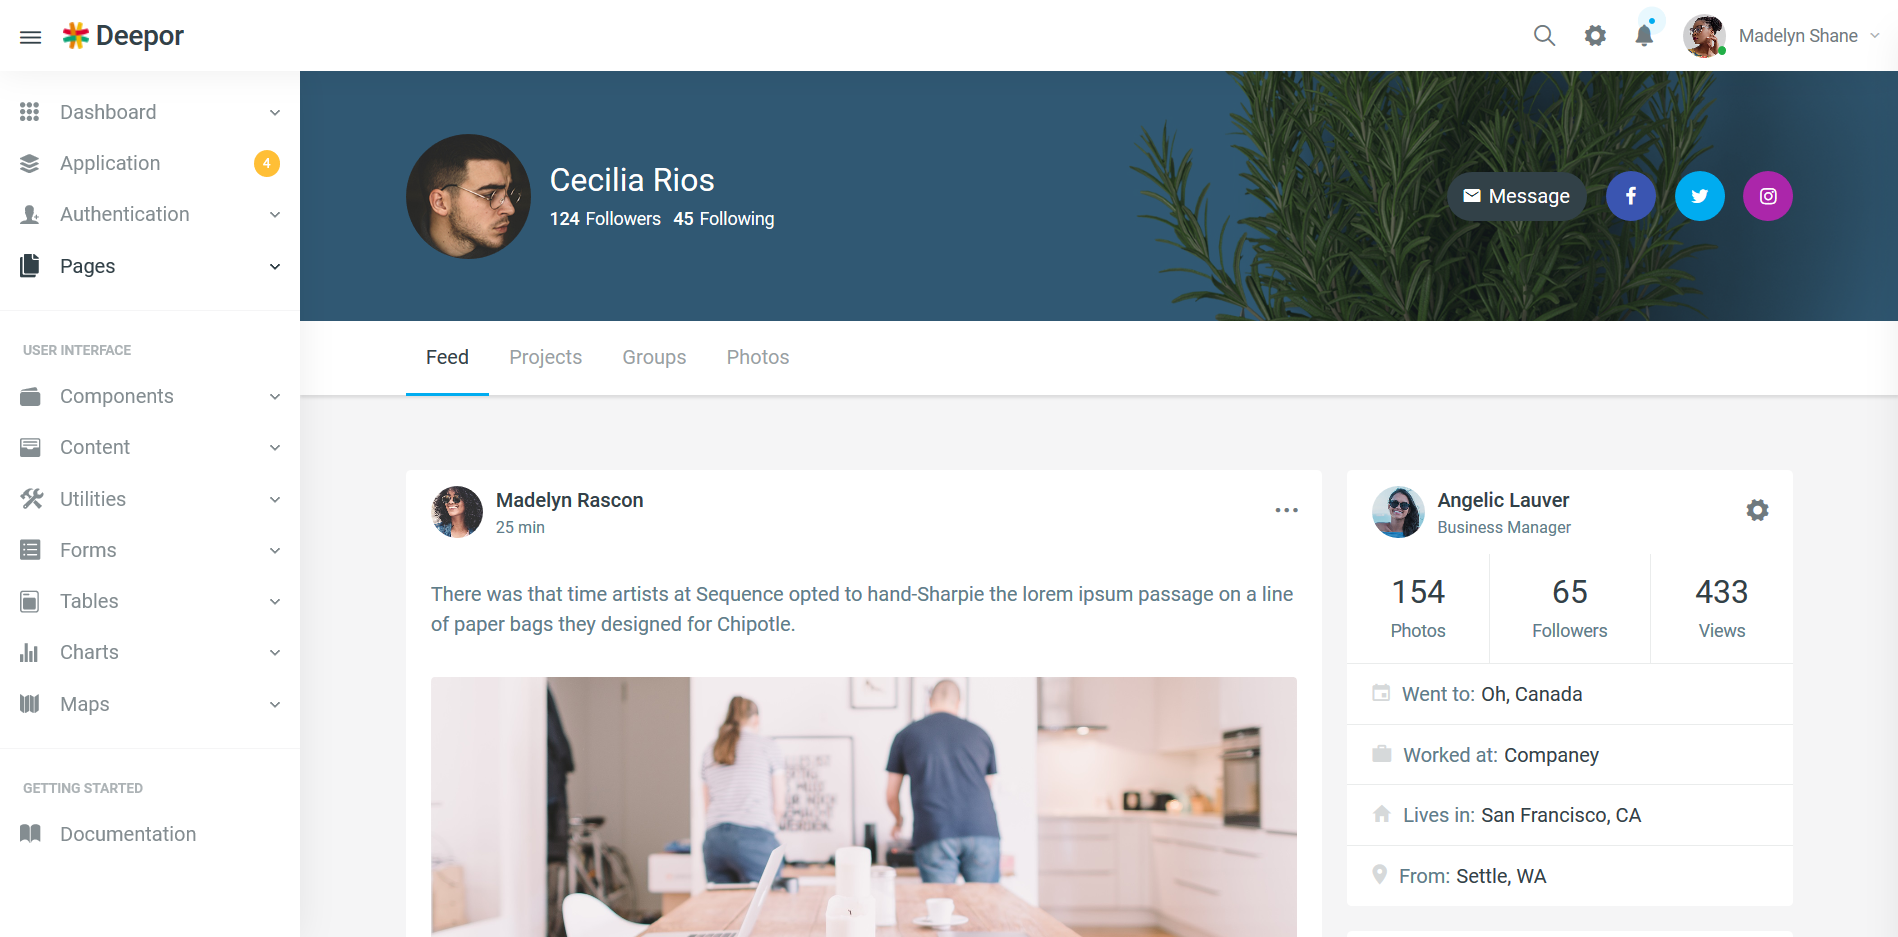 Deepor
Madelyn Shane
Dashboard
Application 4
Authentication
Pages
USER INTERFACE
Components
Content
Utilities
Forms
Tables
Charts
Maps
GETTING STARTED
Documentation
Cecilia Rios
124 Followers 45 Following
Message
Feed Projects Groups Photos
Madelyn Rascon
25 min
There was that time artists at Sequence opted to hand-Sharpie the lorem ipsum passage on a line
of paper bags they designed for Chipotle.
Angelic Lauver
Business Manager
154 65 433
Photos Followers Views
Went to: Oh, Canada
Worked at: Companey
Lives in: San Francisco, CA
From: Settle, WA